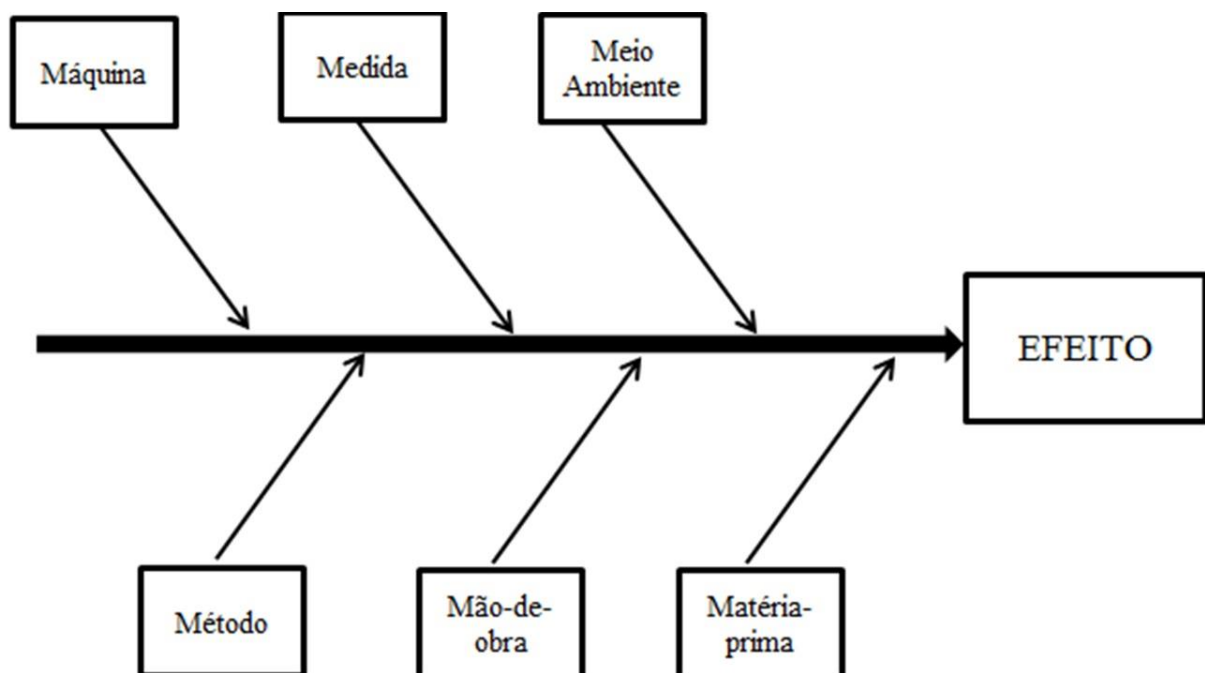 Máquina
Medida
Meio
Ambiente
EFEITO
Método
Mão-de-
obra
Matéria-
prima